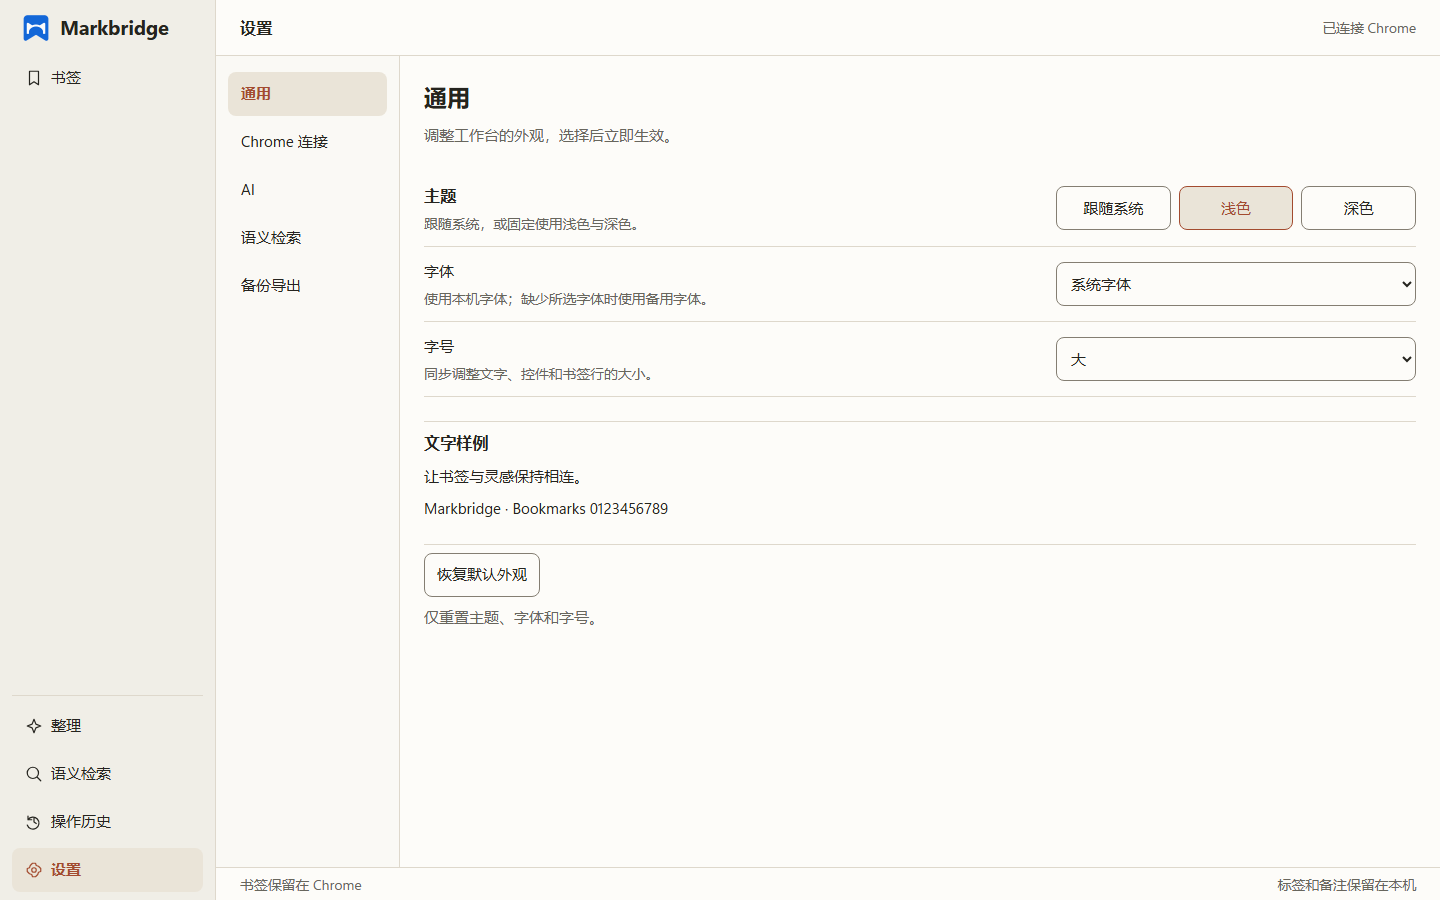 Markbridge
书签
整理
语义检索
操作历史
设置
设置
已连接 Chrome
通用
Chrome 连接
AI
语义检索
备份导出
通用
调整工作台的外观，选择后立即生效。
主题
跟随系统，或固定使用浅色与深色。
跟随系统
浅色
深色
字体
使用本机字体；缺少所选字体时使用备用字体。
系统字体
字号
同步调整文字、控件和书签行的大小。
大
文字样例
让书签与灵感保持相连。
Markbridge · Bookmarks 0123456789
恢复默认外观
仅重置主题、字体和字号。
书签保留在 Chrome
标签和备注保留在本机